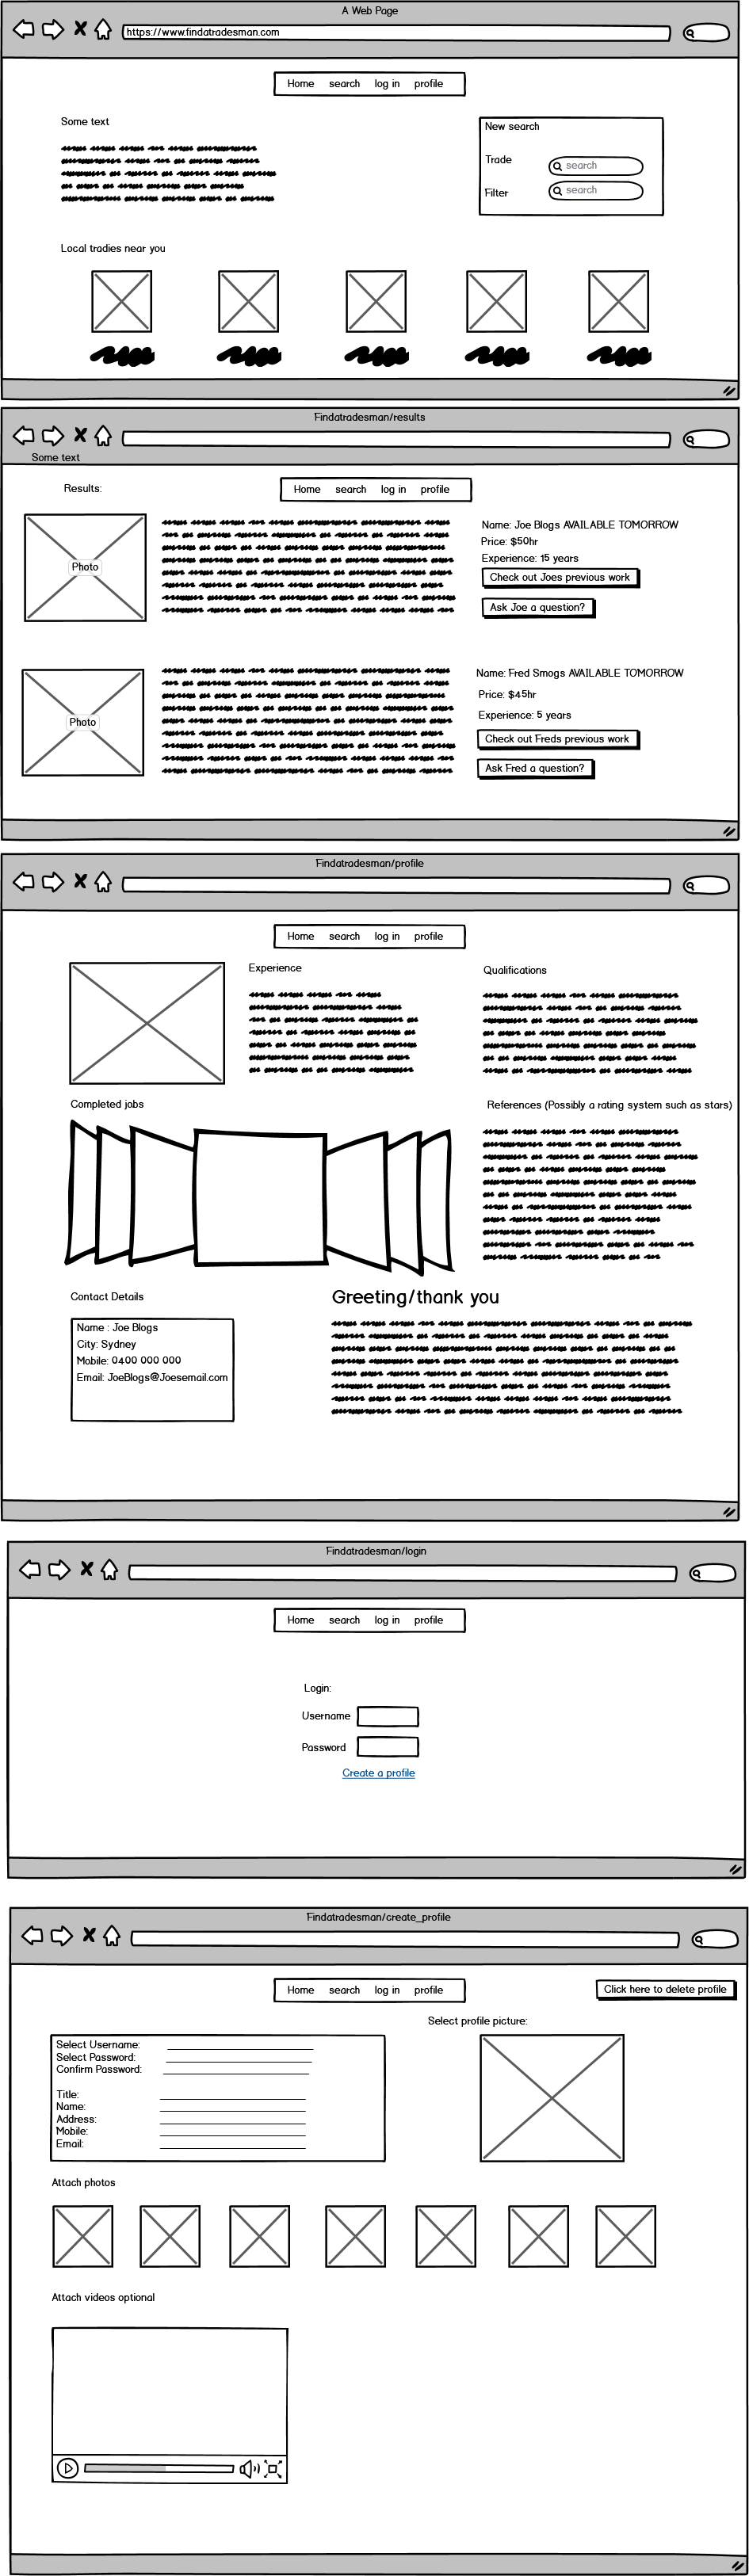 A Web Page
https://www.findatradesman.com
Home search log in profile
Some text
New search
Trade
search
Filter
search
Local tradies near you
Findatradesman/results
Some text
Results:
Home search log in profile
Photo
Name: Joe Blogs AVAILABLE TOMORROW
Price: $50hr
Experience: 15 years
Check out Joes previous work
Ask Joe a question?
Photo
Name: Fred Smogs AVAILABLE TOMORROW
Price: $45hr
Experience: 5 years
Check out Freds previous work
Ask Fred a question?
Findatradesman/profile
Home search log in profile
Experience
Qualifications
Completed jobs
References (Possibly a rating system such as stars)
Contact Details
Name : Joe Blogs
City: Sydney
Mobile: 0400 000 000
Email: JoeBlogs@Joesemail.com
Greeting/thank you
Findatradesman/login
Home search log in profile
Login:
Username
Password
Create a profile
Findatradesman/create_profile
Home search log in profile
Click here to delete profile
Select profile picture:
Select Username:
Select Password:
Confirm Password:
Title:
Name:
Address:
Mobile:
Email:
Attach photos
Attach videos optional